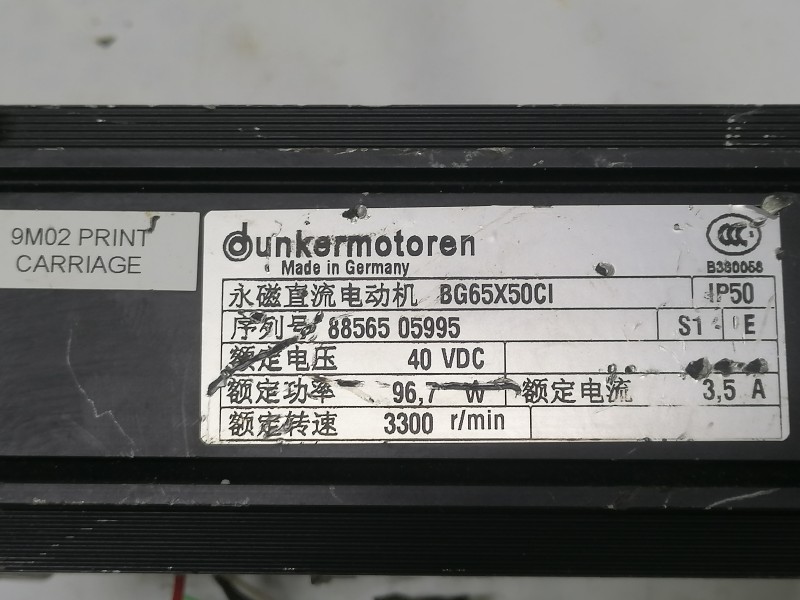 9M02 PRINT
CARRIAGE
dunkermotoren
Made in Germany
CCC
B380058
永磁直流电动机 BG65X50CI IP50
序列号 88565 05995 S1 E
额定电压 40 VDC
额定功率 96,7 W 额定电流 3,5 A
额定转速 3300 r/min